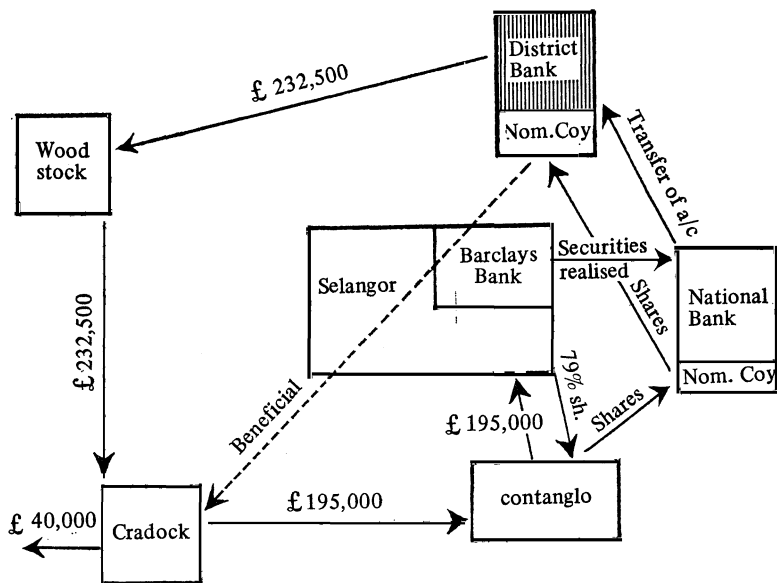 District
Bank
Nom.Coy
£ 232,500
Wood
stock
Transfer of a/c
Selangor
Barclays
Bank
Securities
realised
Shares
National
Bank
Nom. Coy
£ 232,500
Beneficial
79% sh.
Shares
£ 195,000
£ 40,000
Cradock
£195,000
contanglo